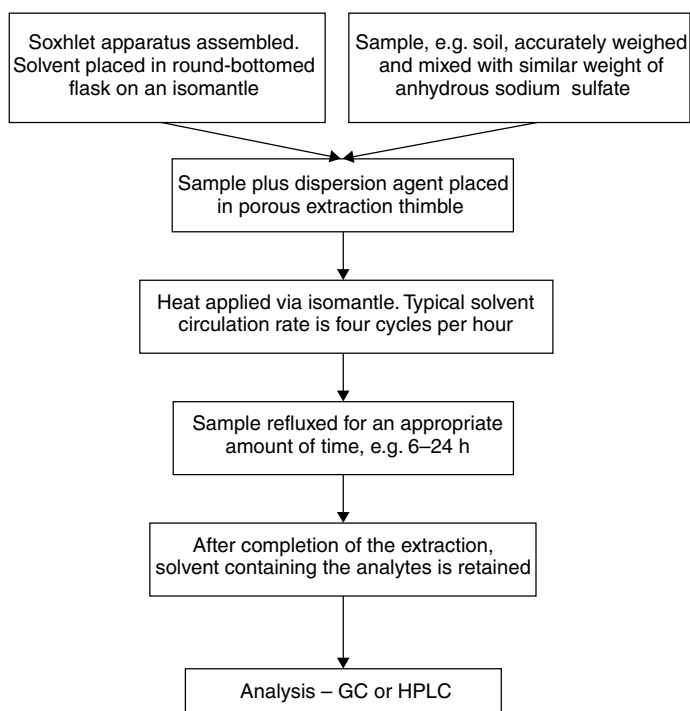 Soxhlet apparatus assembled.
Solvent placed in round-bottomed
flask on an isomantle
Sample, e.g. soil, accurately weighed
and mixed with similar weight of
anhydrous sodium sulfate
Sample plus dispersion agent placed
in porous extraction thimble
Heat applied via isomantle. Typical solvent
circulation rate is four cycles per hour
Sample refluxed for an appropriate
amount of time, e.g. 6–24 h
After completion of the extraction,
solvent containing the analytes is retained
Analysis – GC or HPLC